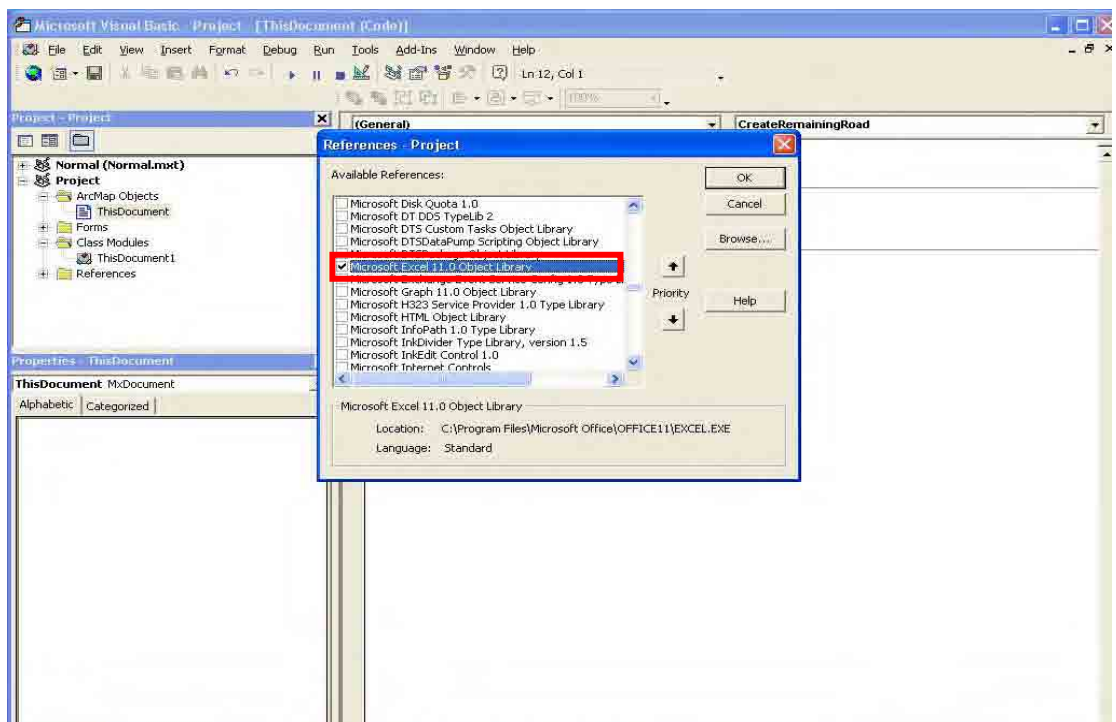 Microsoft Visual Basic - Project - [ThisDocument (Code)]
File Edit View Insert Format Debug Run Tools Add-Ins Window Help
Ln 12, Col 1
100%
Project - Project
(General)
CreateRemainingRoad
Normal (Normal.mxt)
Project
ArcMap Objects
ThisDocument
Forms
Class Modules
ThisDocument1
References
Properties - ThisDocument
ThisDocument MxDocument
Alphabetic Categorized
References - Project
Available References:
Microsoft Disk Quota 1.0
Microsoft DT DDS TypeLib 2
Microsoft DTS Custom Tasks Object Library
Microsoft DTSDataPump Scripting Object Library
Microsoft Excel 11.0 Object Library
Microsoft Graph 11.0 Object Library
Microsoft H323 Service Provider 1.0 Type Library
Microsoft HTML Object Library
Microsoft InfoPath 1.0 Type Library
Microsoft InkDivider Type Library, version 1.5
Microsoft InkEdit Control 1.0
Microsoft Internet Controls
OK
Cancel
Browse...
Priority
Help
Microsoft Excel 11.0 Object Library
Location: C:\Program Files\Microsoft Office\OFFICE11\EXCEL.EXE
Language: Standard